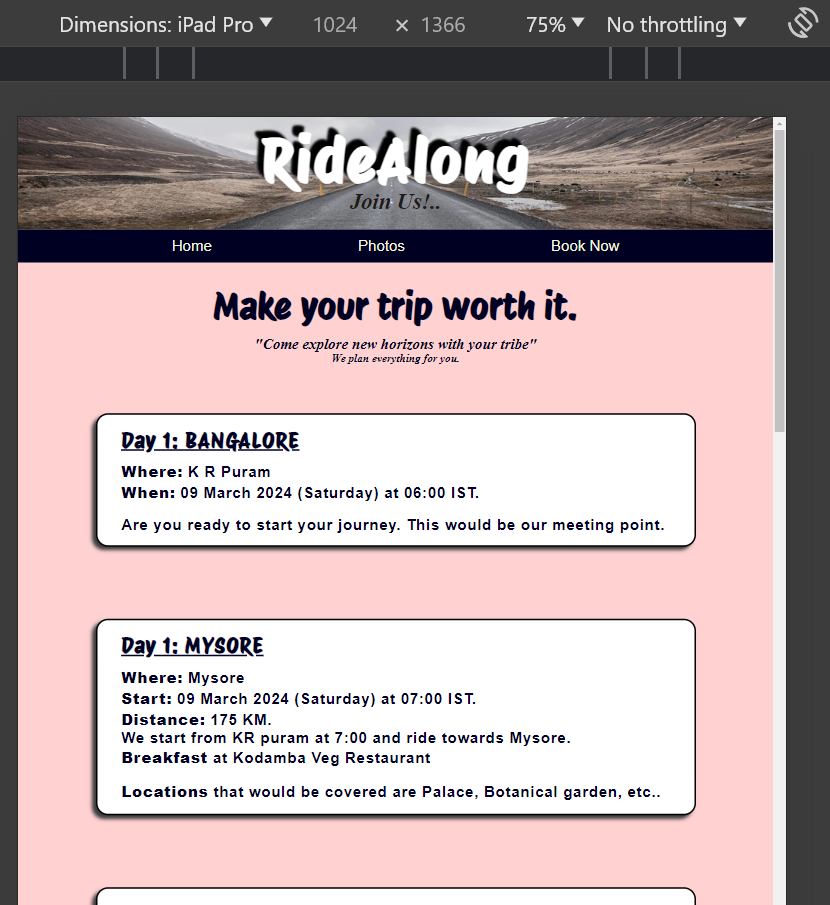 Dimensions: iPad Pro ▼ 1024 × 1366 75% ▼ No throttling ▼
RideAlong
Join Us!..
Home Photos Book Now
Make your trip worth it.
"Come explore new horizons with your tribe"
We plan everything for you.
Day 1: BANGALORE
Where: K R Puram
When: 09 March 2024 (Saturday) at 06:00 IST.
Are you ready to start your journey. This would be our meeting point.
Day 1: MYSORE
Where: Mysore
Start: 09 March 2024 (Saturday) at 07:00 IST.
Distance: 175 KM.
We start from KR puram at 7:00 and ride towards Mysore.
Breakfast at Kodamba Veg Restaurant
Locations that would be covered are Palace, Botanical garden, etc..